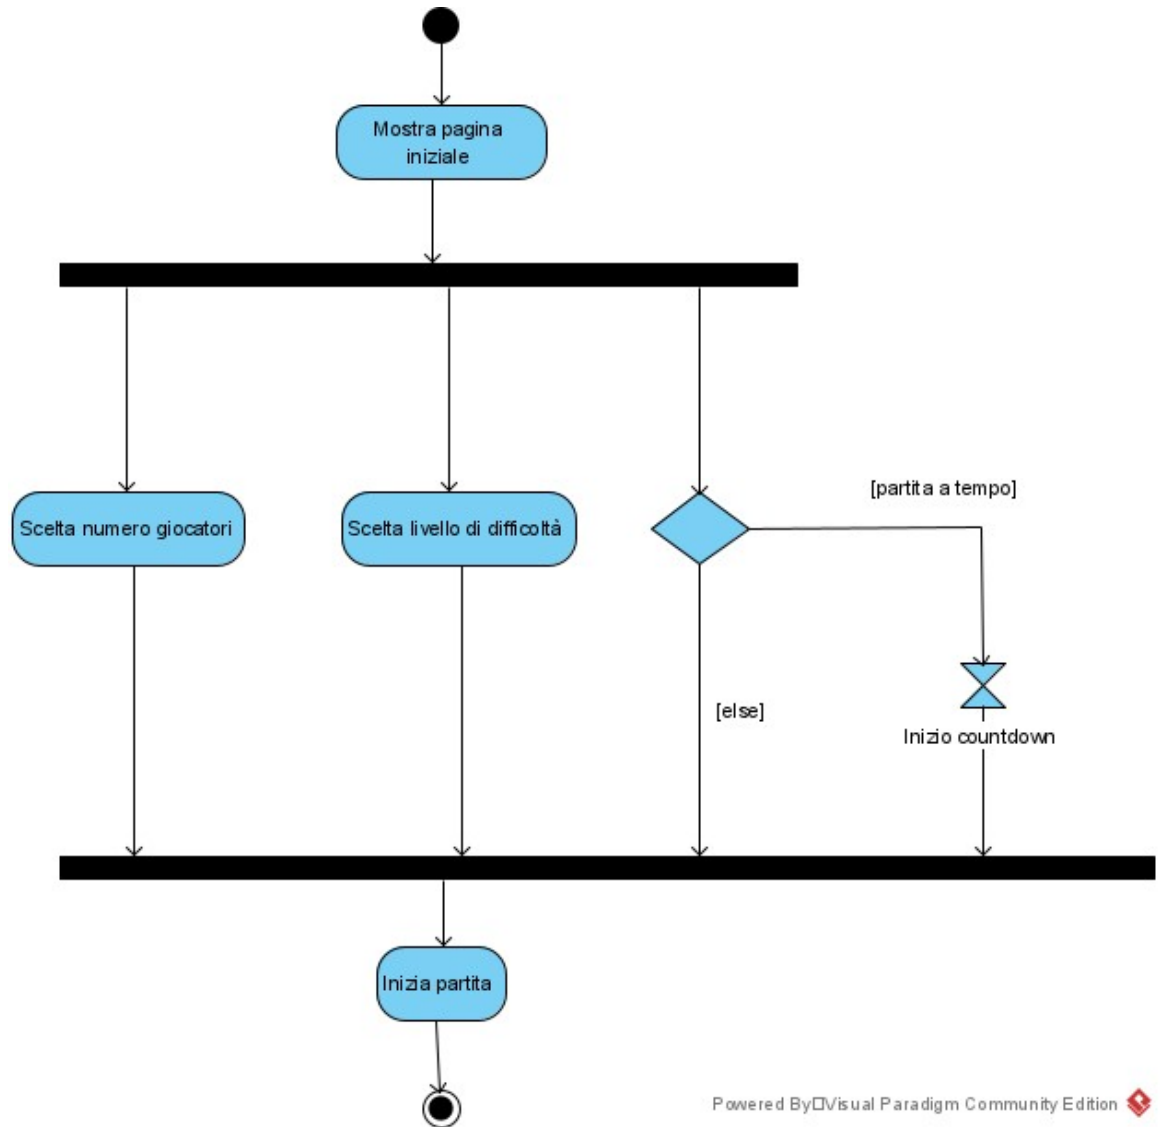 Mostra pagina
iniziale
[partita a tempo]
Scelta numero giocatori
Scelta livello di difficoltà
[else]
Inizio countdown
Inizia partita
Powered By□Visual Paradigm Community Edition